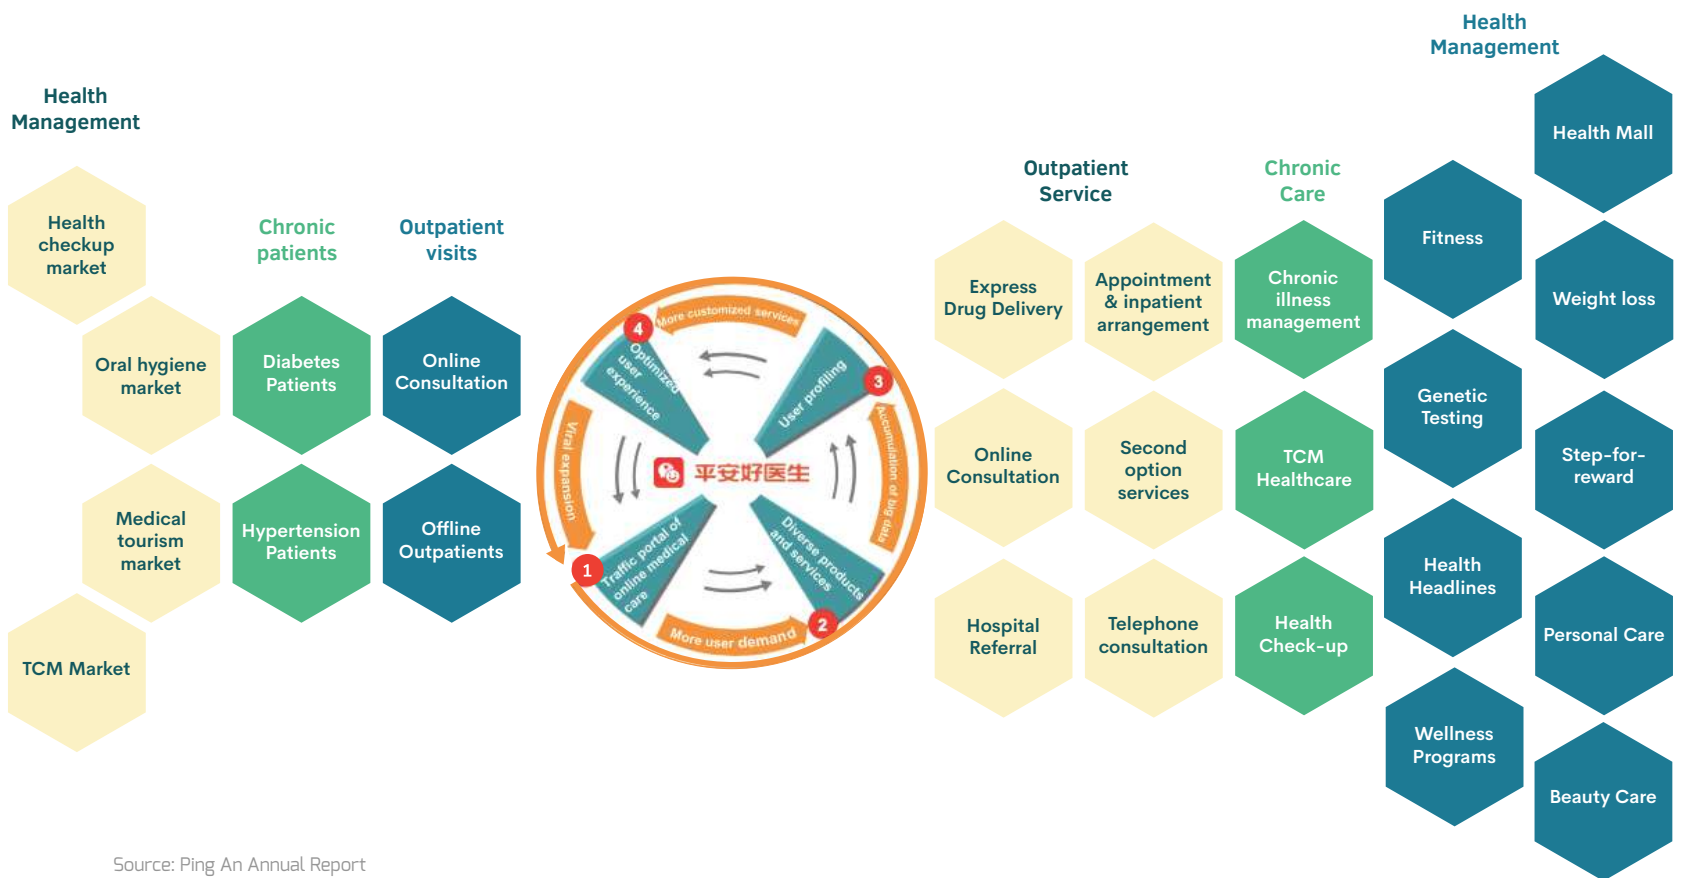 Health
Management
Health
checkup
market
Oral hygiene
market
Medical
tourism
market
TCM Market
Chronic
patients
Diabetes
Patients
Hypertension
Patients
Outpatient
visits
Online
Consultation
Offline
Outpatients
More customized services
4
Optimized
user
experience
User profiling
3
Viral expansion
平安好医生
Accumulation of big data
1
Traffic portal of
online medical
care
Diverse products
and services
2
More user demand
Outpatient
Service
Express
Drug Delivery
Appointment
& inpatient
arrangement
Online
Consultation
Second
option
services
Hospital
Referral
Telephone
consultation
Chronic
Care
Chronic
illness
management
TCM
Healthcare
Health
Check-up
Health
Management
Fitness
Genetic
Testing
Health
Headlines
Wellness
Programs
Health Mall
Weight loss
Step-for-
reward
Personal Care
Beauty Care
Source: Ping An Annual Report